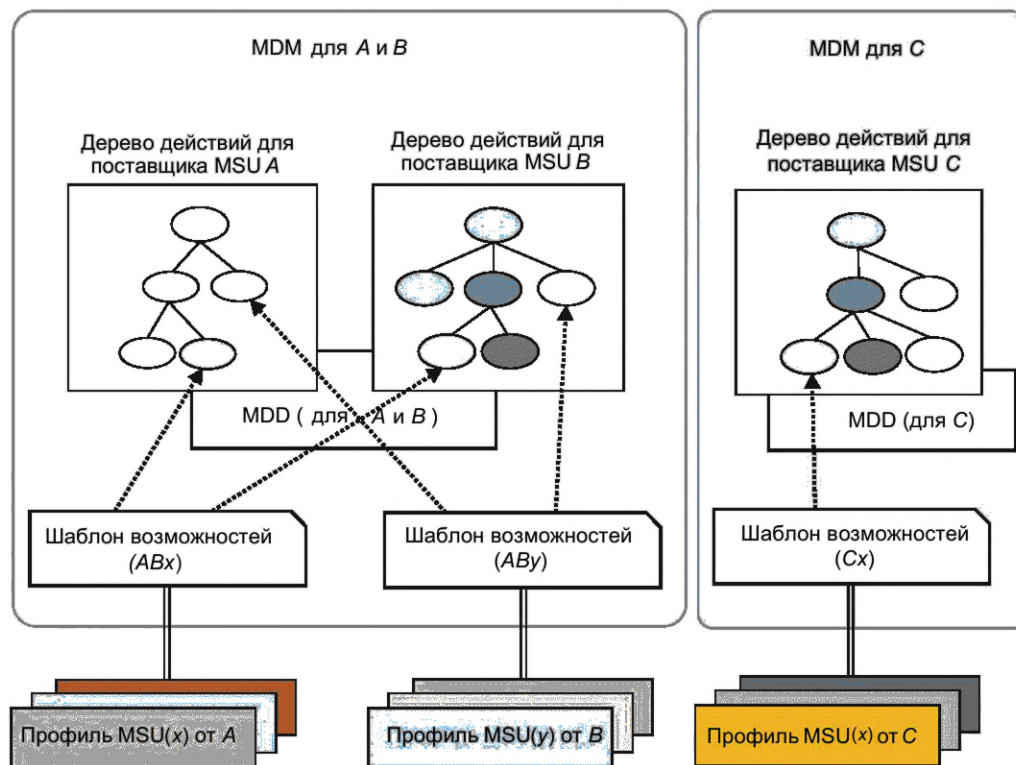 MDM для A и B
MDM для C
Дерево действий для
поставщика MSU A
Дерево действий для
поставщика MSU B
Дерево действий для
поставщика MSU C
MDD ( для A и B )
MDD (для C)
Шаблон возможностей
(ABx)
Шаблон возможностей
(ABy)
Шаблон возможностей
(Cx)
Профиль MSU(x) от A
Профиль MSU(y) от B
Профиль MSU(x) от C